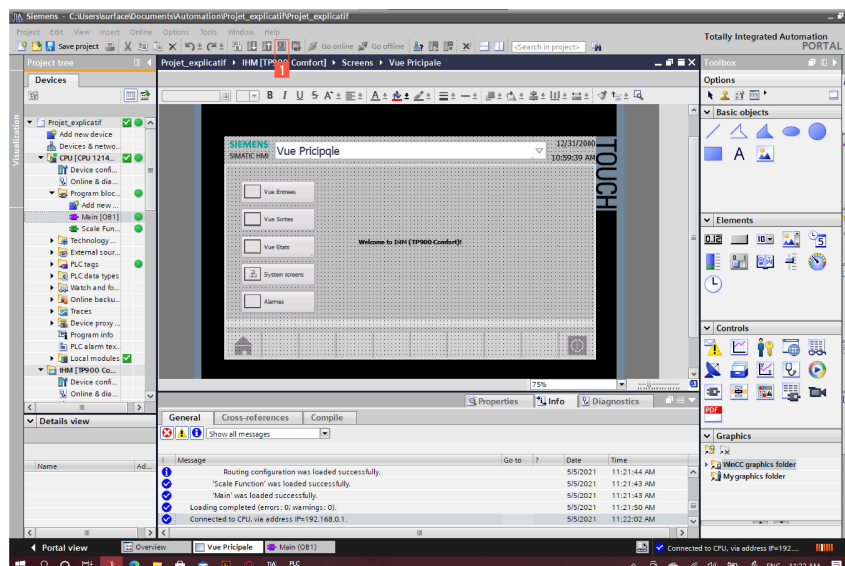 Siemens - C:\Users\surface\Documents\Automation\Projet_explicatif\Projet_explicatif
Project Edit View Insert Online Options Tools Window Help
Totally Integrated Automation
PORTAL
Save project
Go online
Go offline
<Search in project>
1
Project tree
Projet_explicatif ▸ IHM [TP900 Comfort] ▸ Screens ▸ Vue Pricipale
Toolbox
Devices
Options
Visualization
B I U S A
Basic objects
Projet_explicatif
Add new device
Devices & netwo..
CPU [CPU 1214...
Device confi...
Online & dia...
Program bloc...
Add new ...
Main [OB1]
Scale Fun...
Technology ...
External sour...
PLC tags
PLC data types
Watch and fo...
Online backu...
Traces
Device proxy ...
Program info
PLC alarm tex..
Local modules
IHM [TP900 Co...
Device confi...
Online & dia...
SIEMENS
SIMATIC HMI
Vue Pricipqle
12/31/2000
10:59:39 AM
TOUCH
Vue Entrees
Vue Sorties
Vue Etats
System screens
Alarmes
Welcome to IHM (TP900 Comfort)!
75%
A
Elements
Controls
PDF
Graphics
WinCC graphics folder
My graphics folder
Properties
Info
Diagnostics
General Cross-references Compile
Show all messages
! Message Go to ? Date Time
Routing configuration was loaded successfully. 5/5/2021 11:21:44 AM
'Scale Function' was loaded successfully. 5/5/2021 11:21:43 AM
'Main' was loaded successfully. 5/5/2021 11:21:43 AM
Loading completed (errors: 0; warnings: 0). 5/5/2021 11:21:50 AM
Connected to CPU, via address IP=192.168.0.1. 5/5/2021 11:22:02 AM
Details view
Name Ad...
Portal view
Overview
Vue Pricipale
Main (OB1)
Connected to CPU, via address IP=192....
ENG 11:22 AM